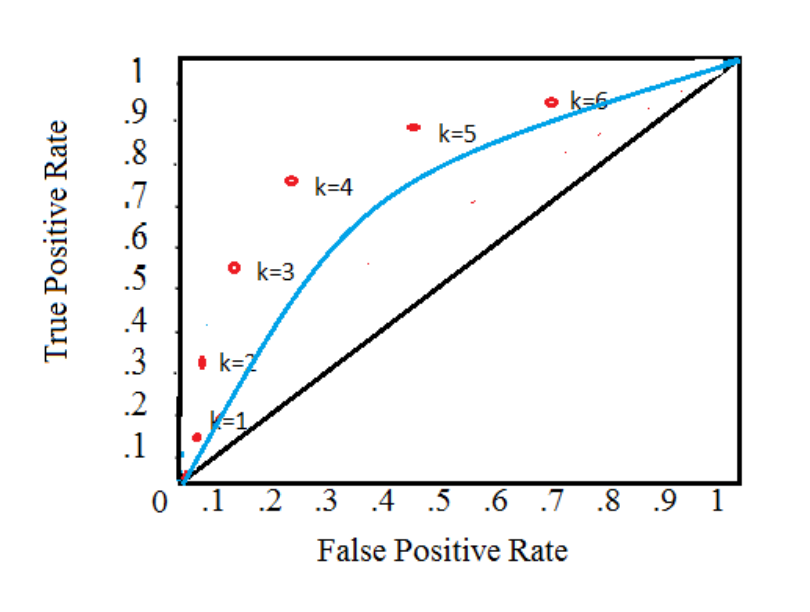 True Positive Rate
1
.9
.8
.7
.6
.5
.4
.3
.2
.1
k=6
k=5
k=4
k=3
k=2
k=1
0 .1 .2 .3 .4 .5 .6 .7 .8 .9 1
False Positive Rate